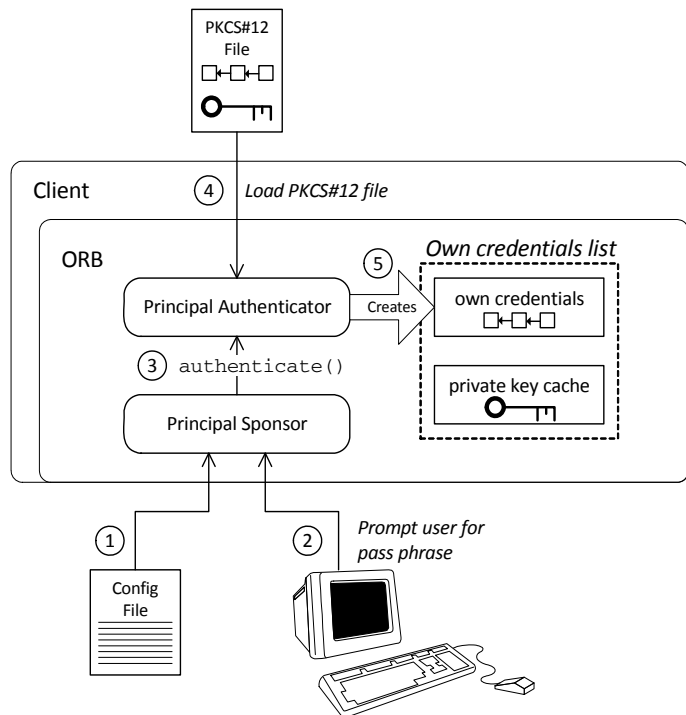 PKCS#12
File
Client
4
Load PKCS#12 file
ORB
Own credentials list
5
Principal Authenticator
Creates
own credentials
3
authenticate()
private key cache
Principal Sponsor
1
2
Prompt user for
pass phrase
Config
File